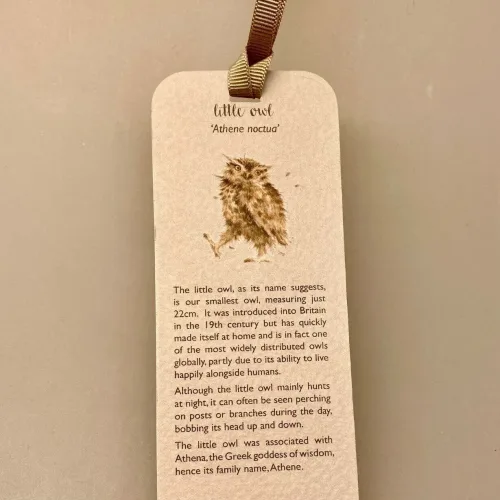 little owl
'Athene noctua'
The little owl, as its name suggests,
is our smallest owl, measuring just
22cm. It was introduced into Britain
in the 19th century but has quickly
made itself at home and is in fact one
of the most widely distributed owls
globally, partly due to its ability to live
happily alongside humans.
Although the little owl mainly hunts
at night, it can often be seen perching
on posts or branches during the day,
bobbing its head up and down.
The little owl was associated with
Athena, the Greek goddess of wisdom,
hence its family name, Athene.